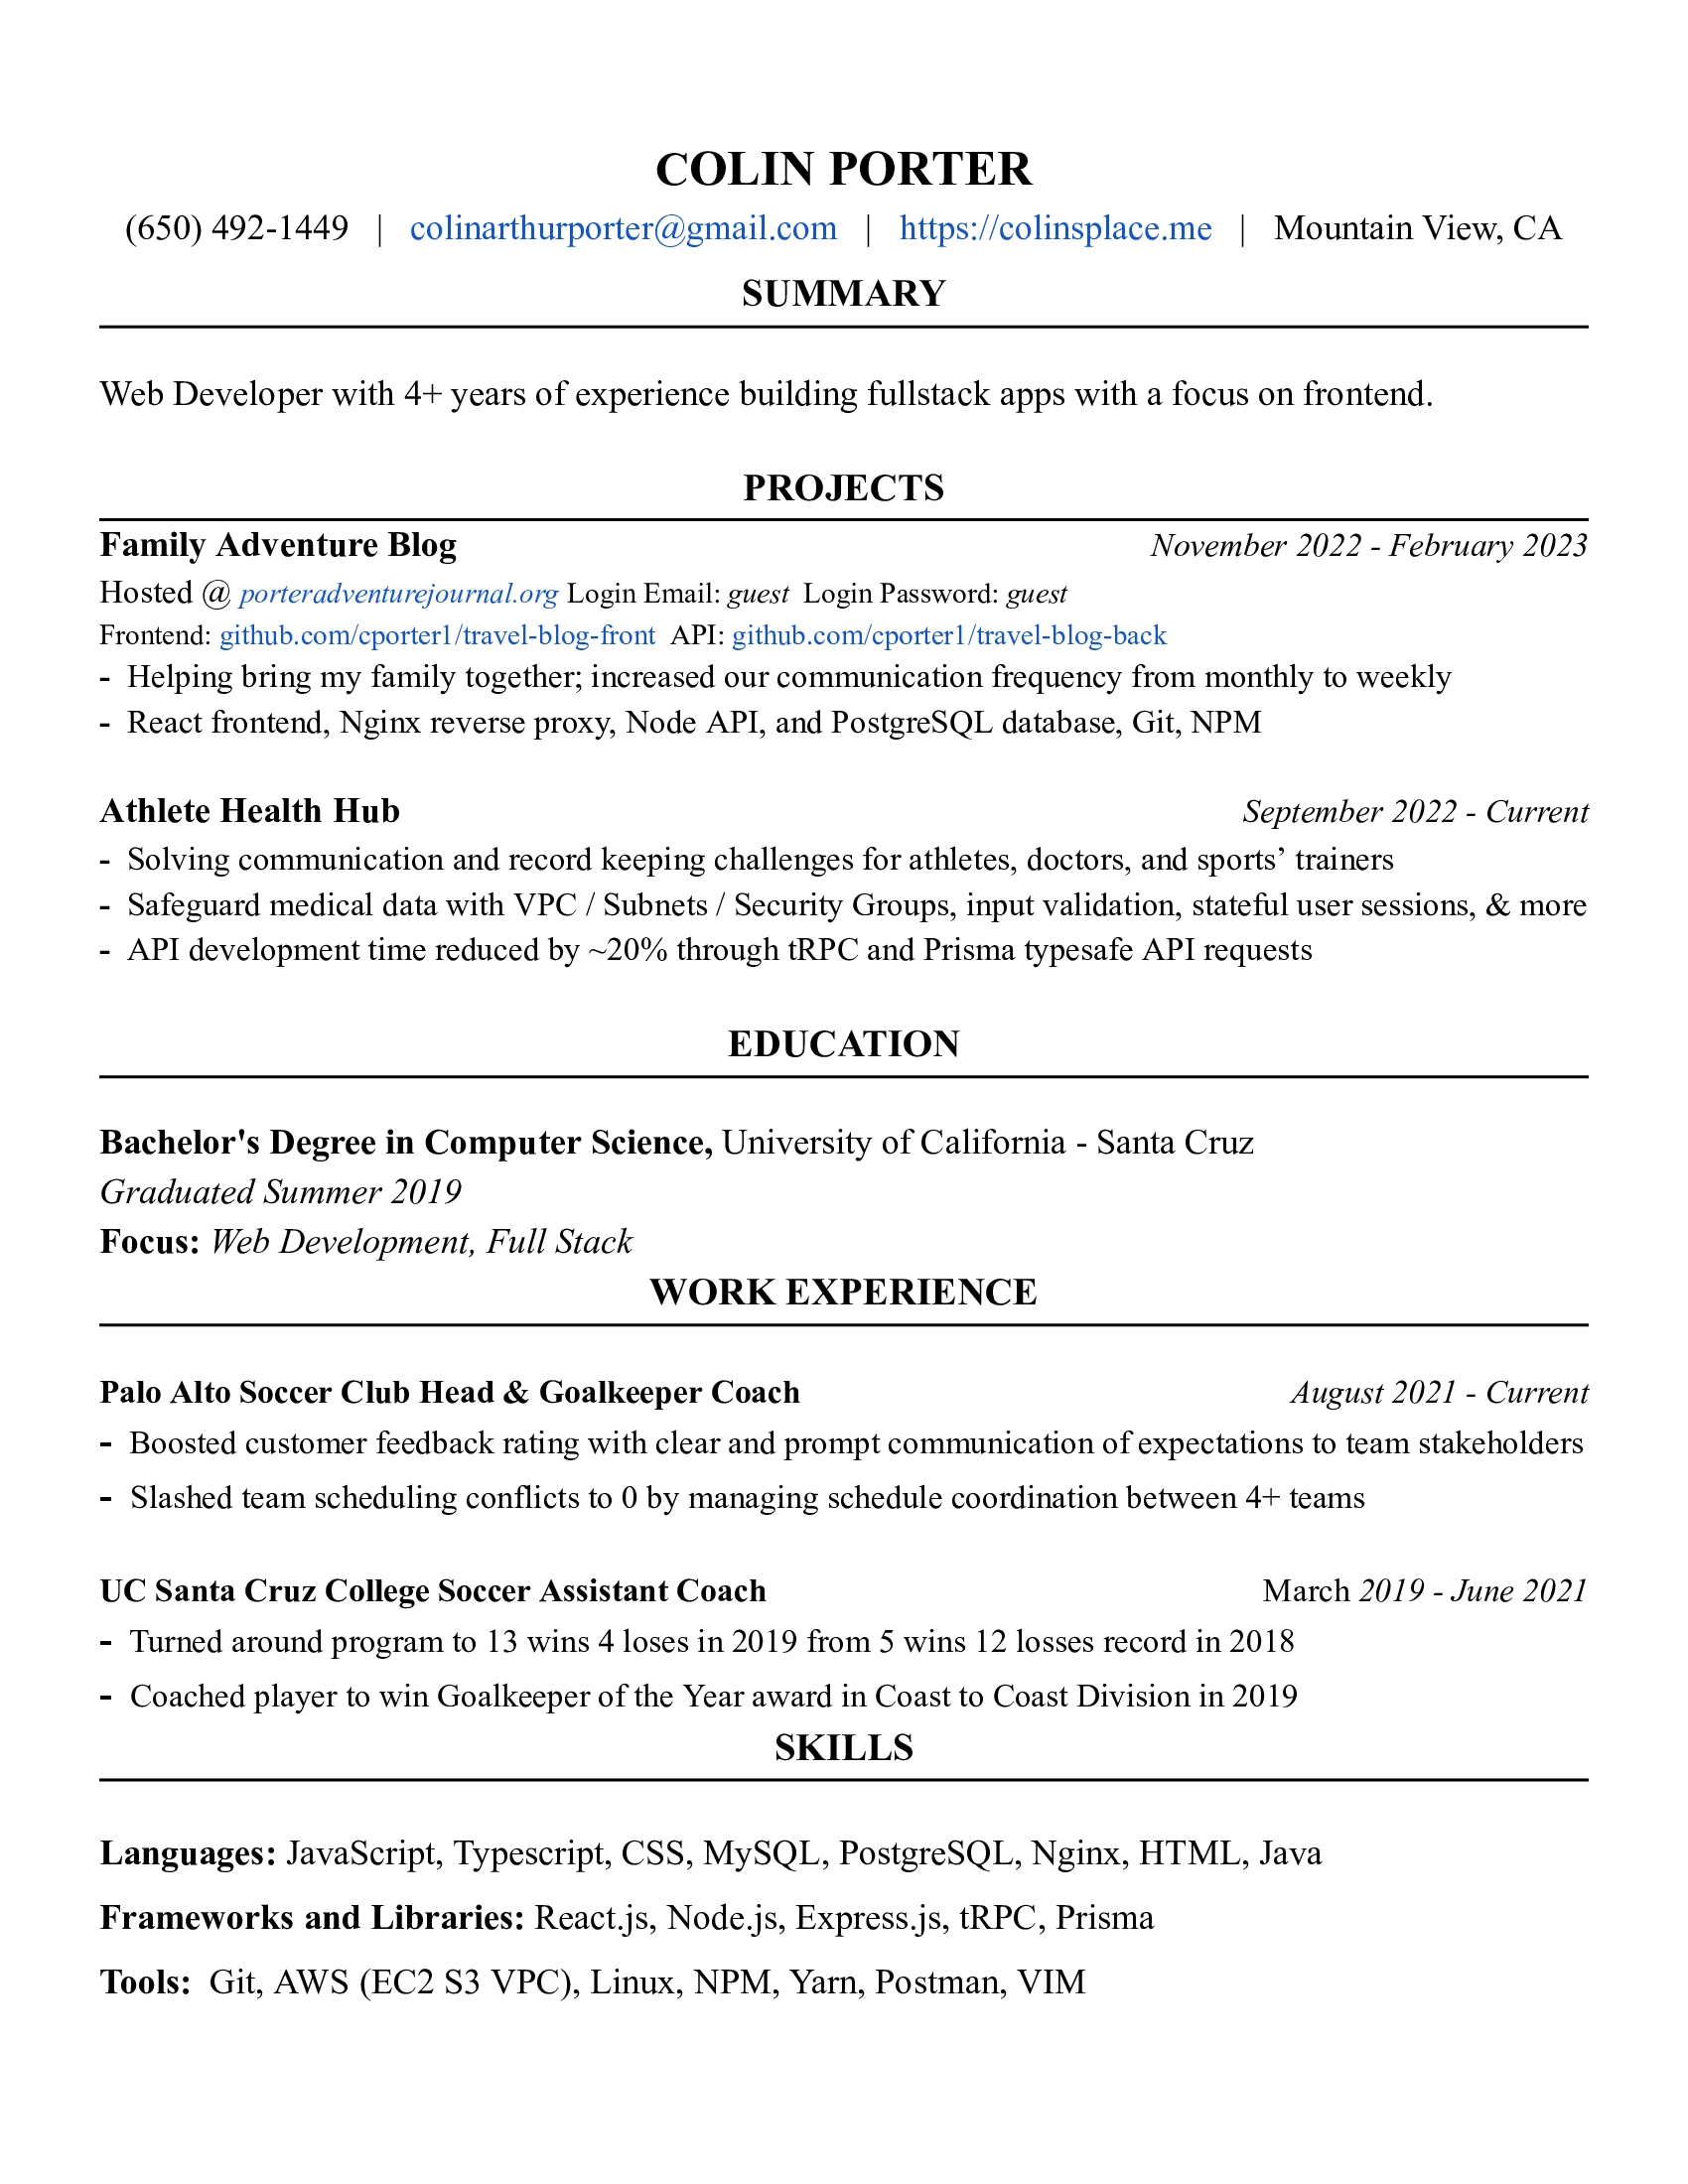 COLIN PORTER
(650) 492-1449 | colinarthurporter@gmail.com | https://colinsplace.me | Mountain View, CA
SUMMARY
Web Developer with 4+ years of experience building fullstack apps with a focus on frontend.
PROJECTS
Family Adventure Blog November 2022 - February 2023
Hosted @ porteradventurejournal.org Login Email: guest Login Password: guest
Frontend: github.com/cporter1/travel-blog-front API: github.com/cporter1/travel-blog-back
- Helping bring my family together; increased our communication frequency from monthly to weekly
- React frontend, Nginx reverse proxy, Node API, and PostgreSQL database, Git, NPM
Athlete Health Hub September 2022 - Current
- Solving communication and record keeping challenges for athletes, doctors, and sports’ trainers
- Safeguard medical data with VPC / Subnets / Security Groups, input validation, stateful user sessions, & more
- API development time reduced by ~20% through tRPC and Prisma typesafe API requests
EDUCATION
Bachelor's Degree in Computer Science, University of California - Santa Cruz
Graduated Summer 2019
Focus: Web Development, Full Stack
WORK EXPERIENCE
Palo Alto Soccer Club Head & Goalkeeper Coach August 2021 - Current
- Boosted customer feedback rating with clear and prompt communication of expectations to team stakeholders
- Slashed team scheduling conflicts to 0 by managing schedule coordination between 4+ teams
UC Santa Cruz College Soccer Assistant Coach March 2019 - June 2021
- Turned around program to 13 wins 4 loses in 2019 from 5 wins 12 losses record in 2018
- Coached player to win Goalkeeper of the Year award in Coast to Coast Division in 2019
SKILLS
Languages: JavaScript, Typescript, CSS, MySQL, PostgreSQL, Nginx, HTML, Java
Frameworks and Libraries: React.js, Node.js, Express.js, tRPC, Prisma
Tools: Git, AWS (EC2 S3 VPC), Linux, NPM, Yarn, Postman, VIM